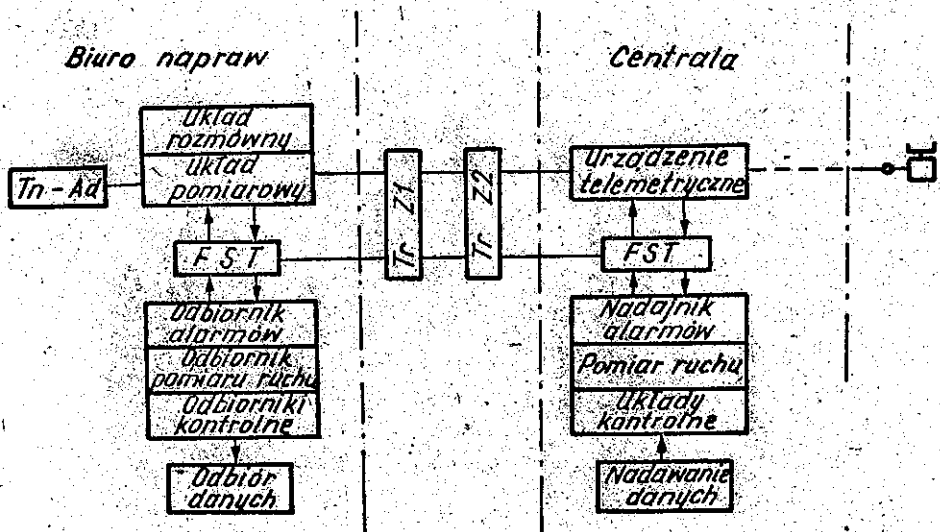 Biuro napraw
Centrala
Układ
rozmówny
Układ
pomiarowy
Tn-Ad
FST
Odbiornik
alarmów
Odbiornik
pomiaru ruchu
Odbiorniki
kontrolne
Odbiór
danych
Tr Z1
Tr Z2
Urządzenie
telemetryczne
FST
Nadajnik
alarmów
Pomiar ruchu
Układy
kontrolne
Nadawanie
danych